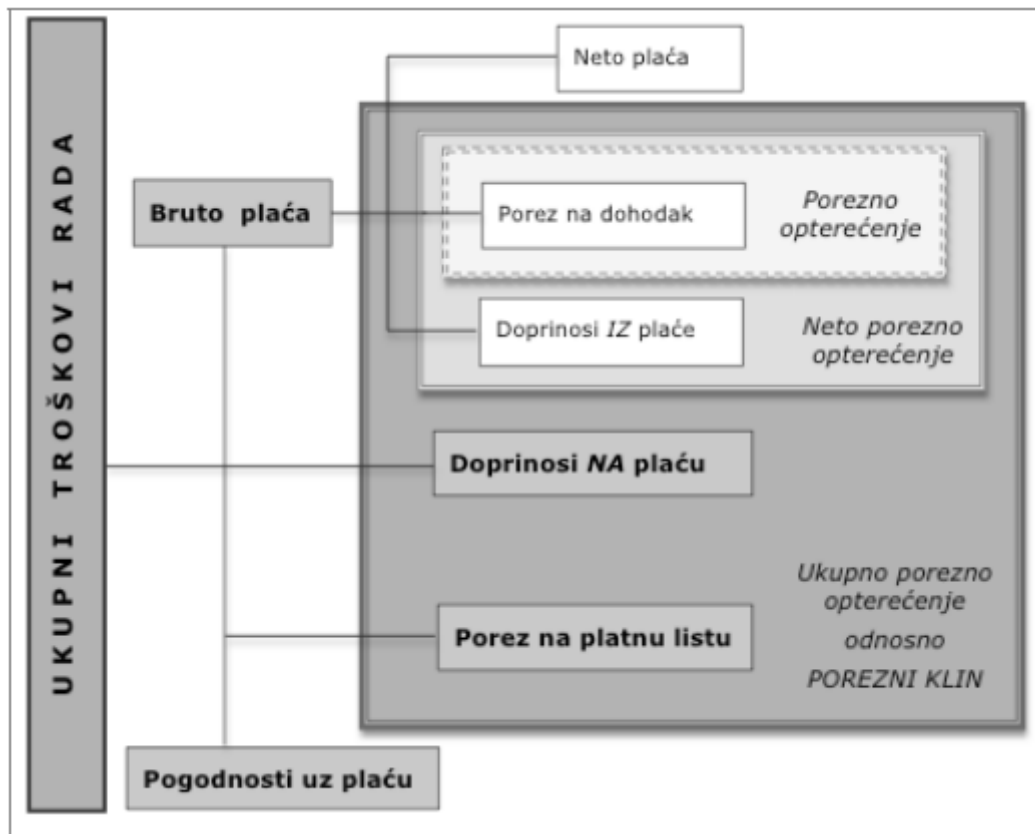 UKUPNI TROŠKOVI RADA
Neto plaća
Bruto plaća
Porez na dohodak
Porezno
opterećenje
Doprinosi IZ plaće
Neto porezno
opterećenje
Doprinosi NA plaću
Ukupno porezno
opterećenje
odnosno
POREZNI KLIN
Porez na platnu listu
Pogodnosti uz plaću